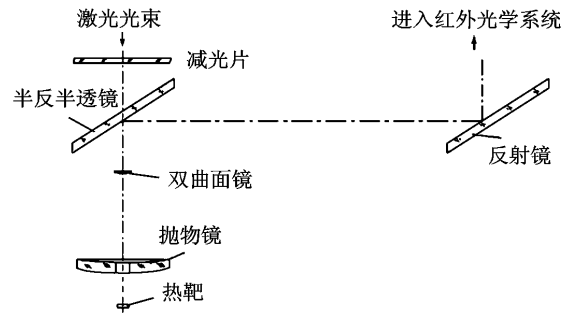 激光光束
进入红外光学系统
减光片
半反半透镜
反射镜
双曲面镜
抛物镜
热靶